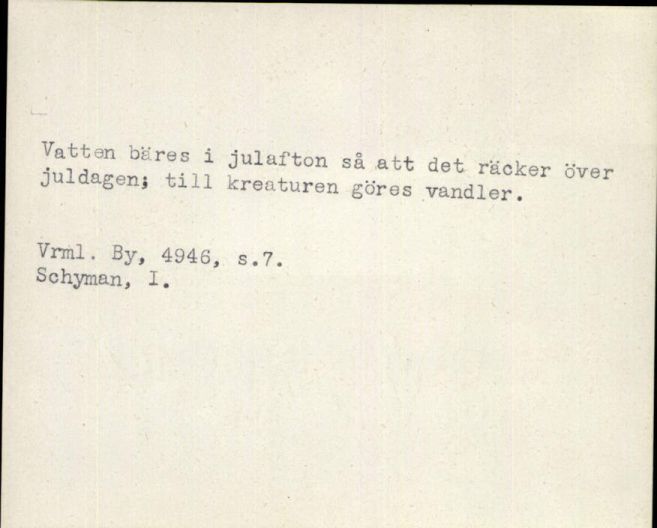 Vatten bäres i julafton så att det räcker över
juldagen; till kreaturen göres vandler.
Vrml. By, 4946, s.7.
Schyman, I.